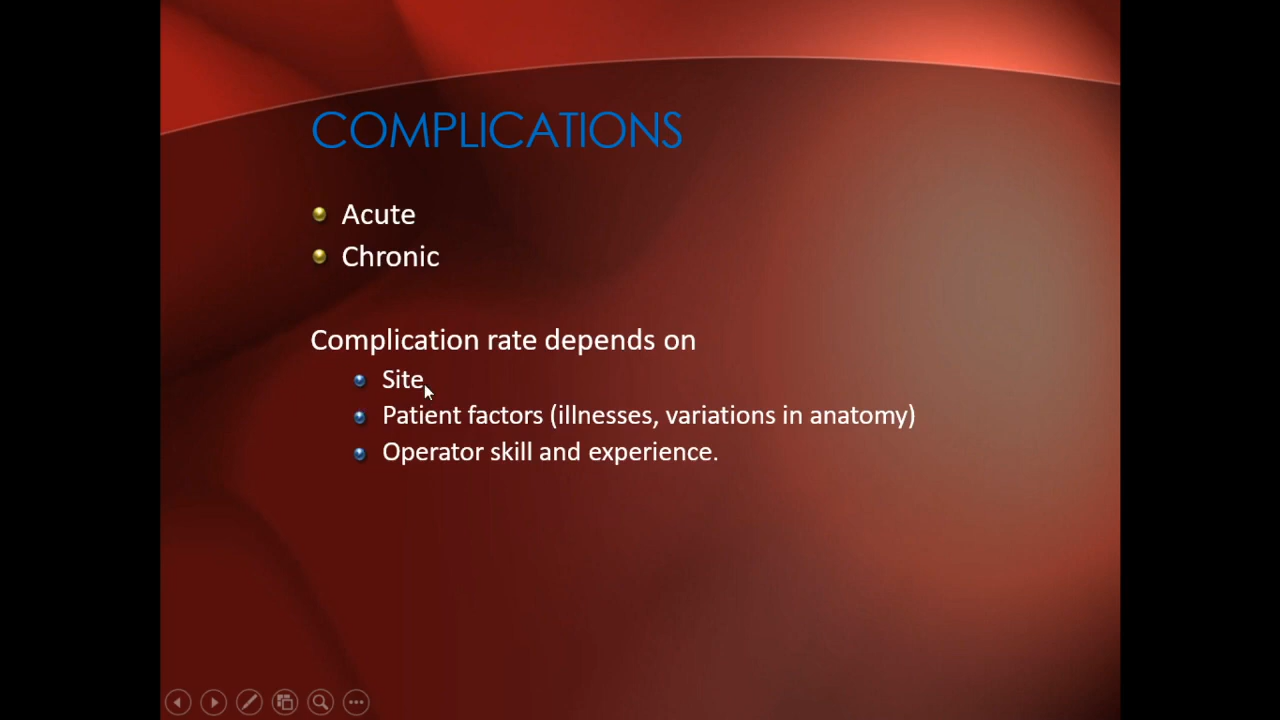 COMPLICATIONS
Acute
Chronic
Complication rate depends on
Site
Patient factors (illnesses, variations in anatomy)
Operator skill and experience.